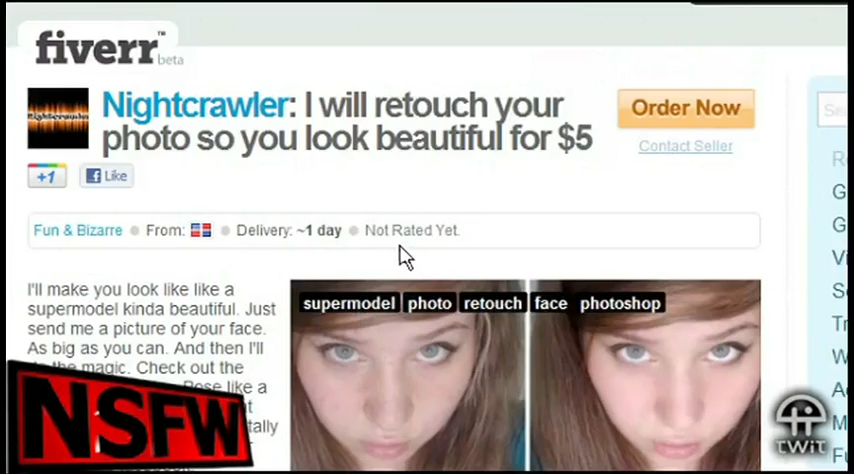 fiverr™
beta
Nightcrawler: I will retouch your
photo so you look beautiful for $5
Order Now
Contact Seller
+1
Like
Fun & Bizarre From: Delivery: ~1 day Not Rated Yet.
I'll make you look like like a
supermodel kinda beautiful. Just
send me a picture of your face.
As big as you can. And then I'll
the magic. Check out the
Pose like a
supermodel photo retouch face photoshop
NSFW
TWiT